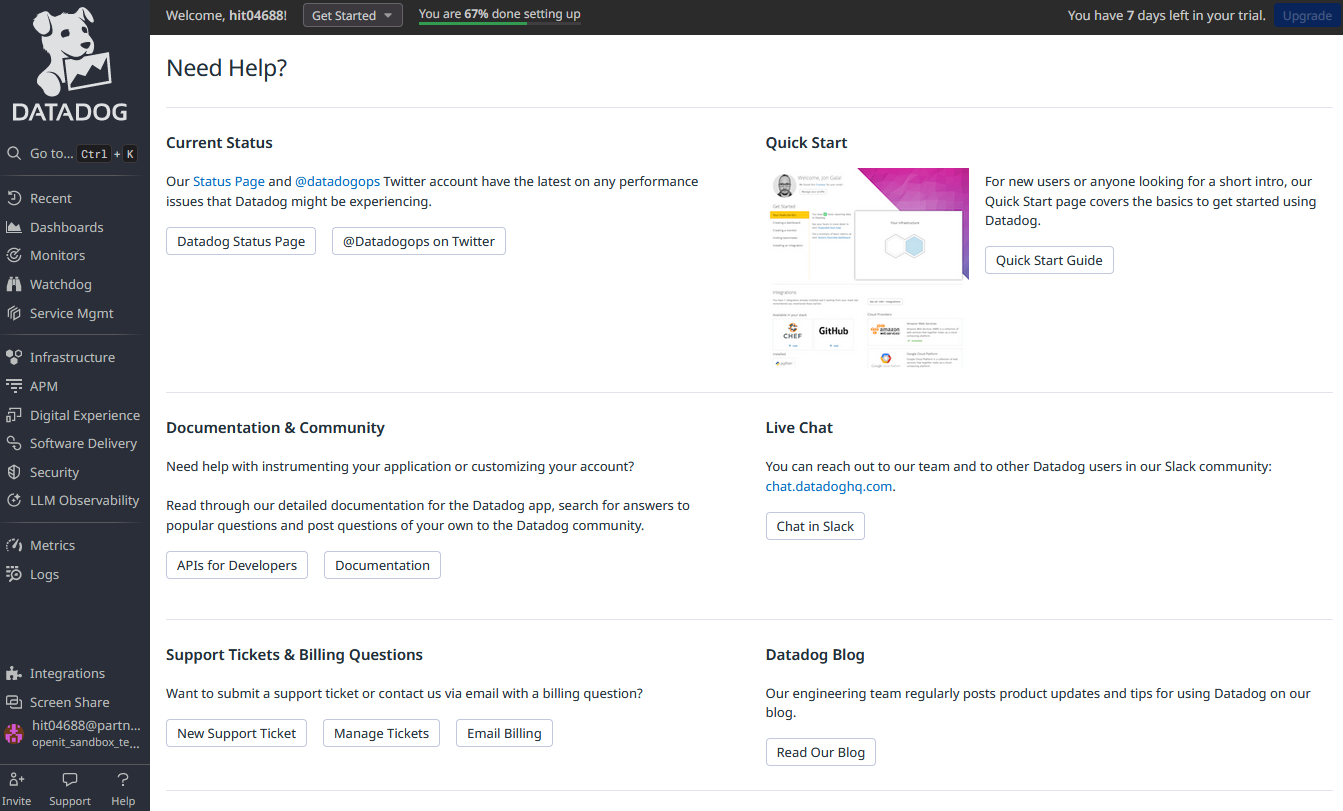 DATADOG
Go to... Ctrl + K
Recent
Dashboards
Monitors
Watchdog
Service Mgmt
Infrastructure
APM
Digital Experience
Software Delivery
Security
LLM Observability
Metrics
Logs
Integrations
Screen Share
hit04688@partn...
openit_sandbox_te...
Invite
Support
Help
Welcome, hit04688!
Get Started
You are 67% done setting up
You have 7 days left in your trial.
Upgrade
Need Help?
Current Status
Our Status Page and @datadogops Twitter account have the latest on any performance
issues that Datadog might be experiencing.
Datadog Status Page
@Datadogops on Twitter
Quick Start
Welcome, Jon Gaio!
Get Started
Your Infrastructure
Integrations
CHEF
GitHub
amazon
For new users or anyone looking for a short intro, our
Quick Start page covers the basics to get started using
Datadog.
Quick Start Guide
Documentation & Community
Need help with instrumenting your application or customizing your account?
Read through our detailed documentation for the Datadog app, search for answers to
popular questions and post questions of your own to the Datadog community.
APIs for Developers
Documentation
Live Chat
You can reach out to our team and to other Datadog users in our Slack community:
chat.datadoghq.com.
Chat in Slack
Support Tickets & Billing Questions
Want to submit a support ticket or contact us via email with a billing question?
New Support Ticket
Manage Tickets
Email Billing
Datadog Blog
Our engineering team regularly posts product updates and tips for using Datadog on our
blog.
Read Our Blog